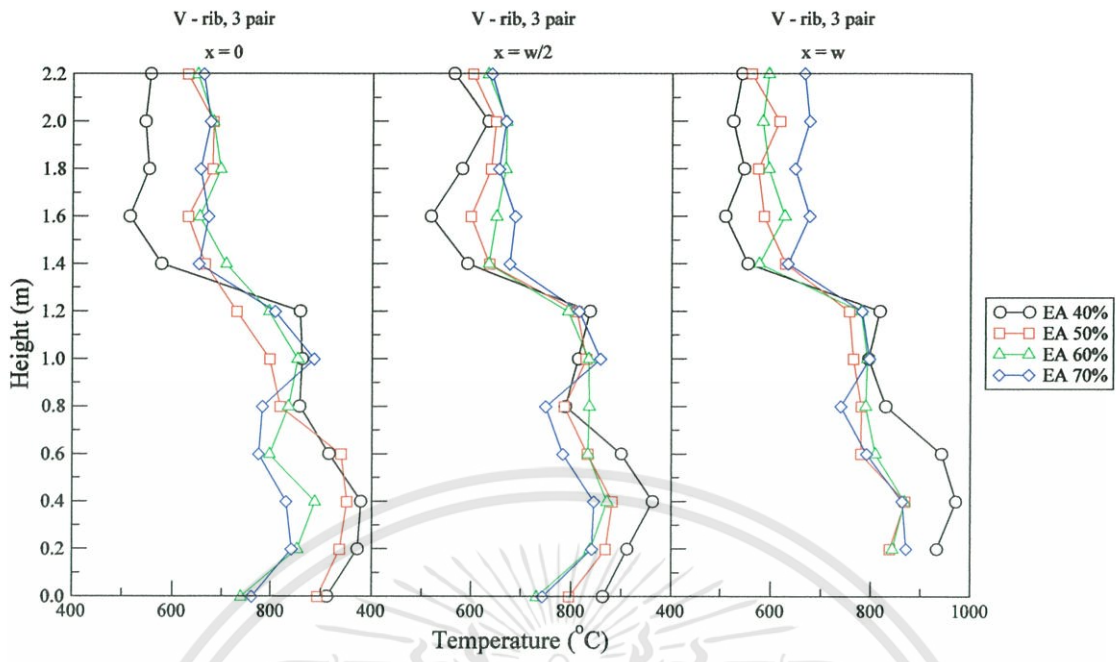 V - rib, 3 pair
x = 0
V - rib, 3 pair
x = w/2
V - rib, 3 pair
x = w
2.2
2.0
1.8
1.6
1.4
1.2
1.0
0.8
0.6
0.4
0.2
0.0
Height (m)
400 600 800 400 600 800 400 600 800 1000
Temperature (°C)
EA 40%
EA 50%
EA 60%
EA 70%